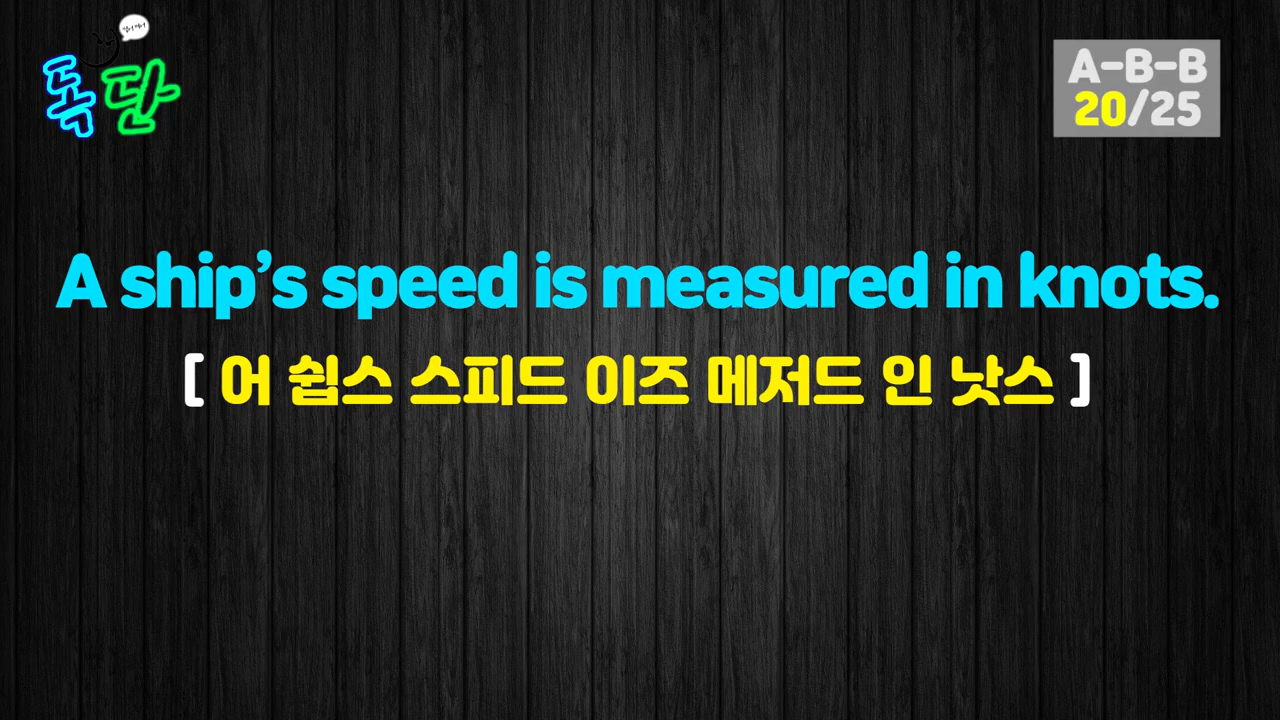 독단
A-B-B
20/25
A ship’s speed is measured in knots.
[ 어 쉽스 스피드 이즈 메저드 인 낫스 ]